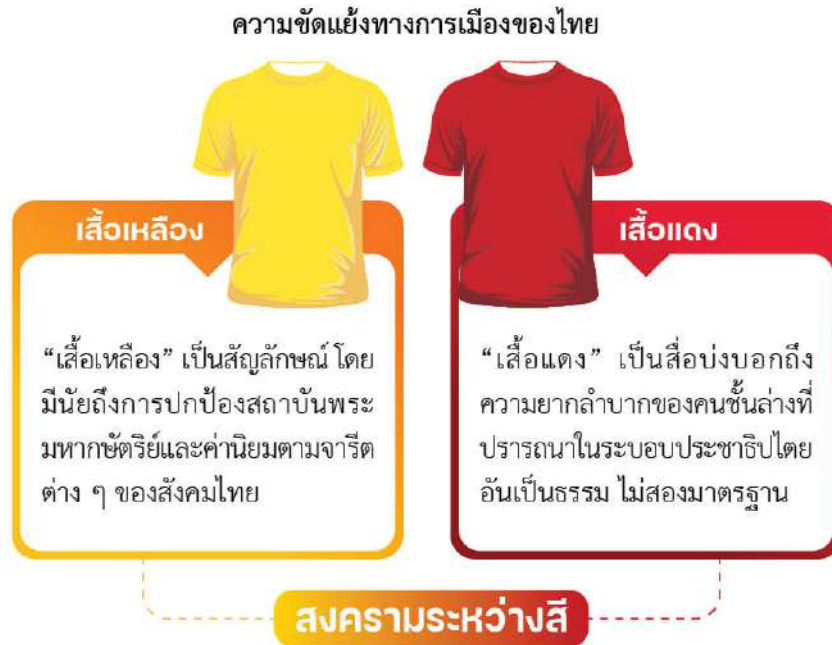 ความขัดแย้งทางการเมืองของไทย
เสื้อเหลือง
“เสื้อเหลือง” เป็นสัญลักษณ์ โดย
มีนัยถึงการปกป้องสถาบันพระ
มหากษัตริย์และค่านิยมตามจารีต
ต่าง ๆ ของสังคมไทย
เสื้อแดง
“เสื้อแดง” เป็นสื่อบ่งบอกถึง
ความยากลำบากของคนชั้นล่างที่
ปรารถนาในระบอบประชาธิปไตย
อันเป็นธรรม ไม่สองมาตรฐาน
สงครามระหว่างสี